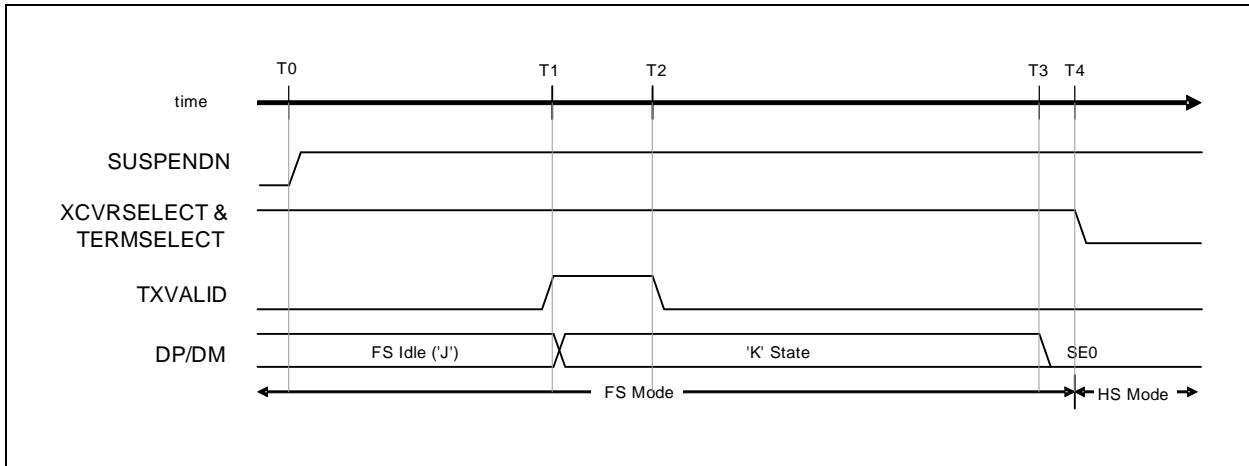 T0 T1 T2 T3 T4
time
SUSPENDN
XCVRSELECT &
TERMSELECT
TXVALID
DP/DM FS Idle ('J') 'K' State SE0
FS Mode HS Mode